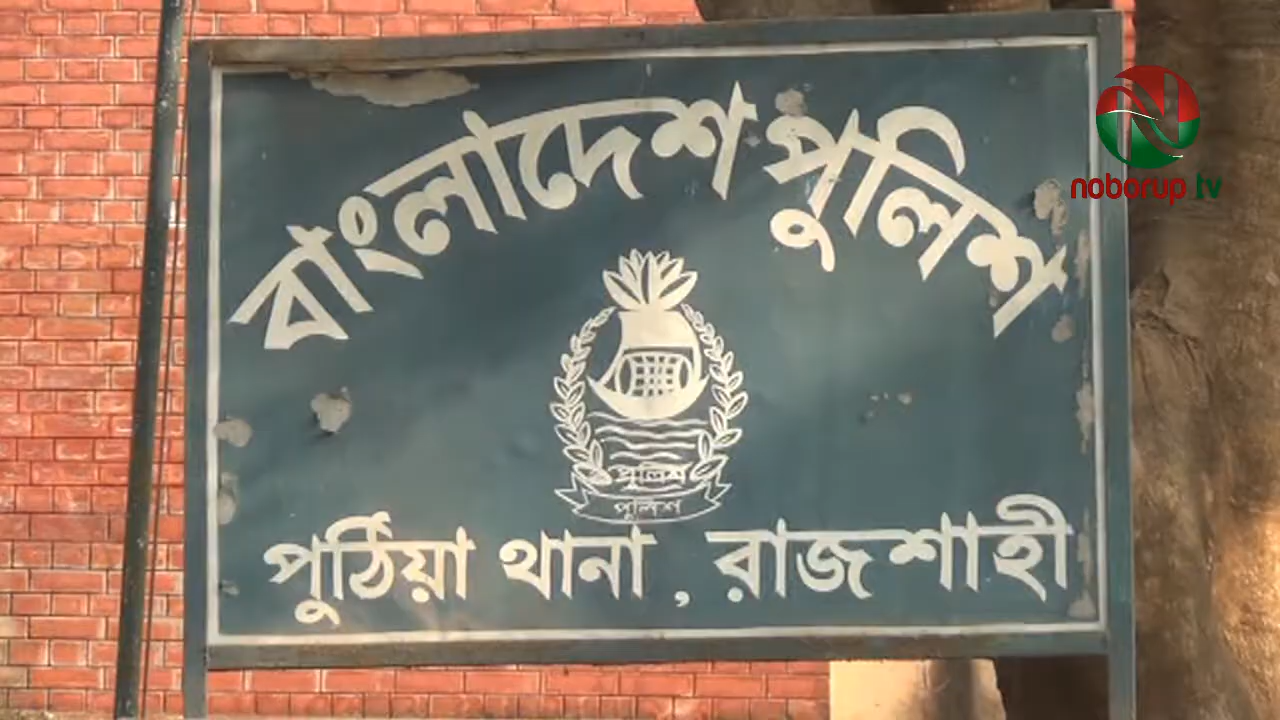 বাংলাদেশ পুলিশ
noborup tv
পুলিশ
পুলিশ
পুঠিয়া থানা, রাজশাহী